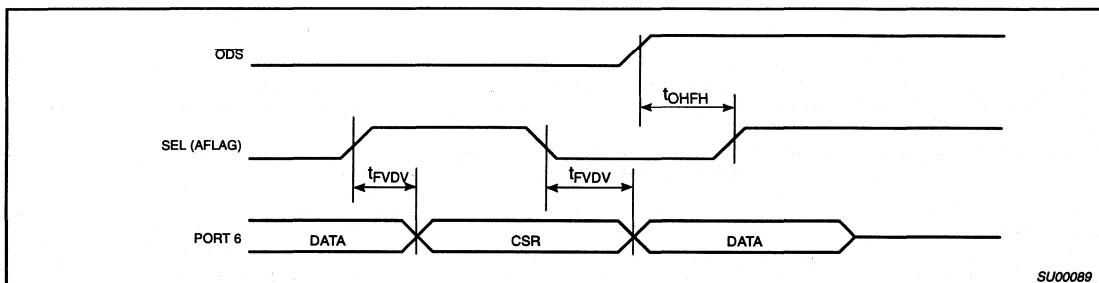 ODS
tOHFH
SEL (AFLAG)
tFVDV
tFVDV
PORT 6
DATA
CSR
DATA
SU00089